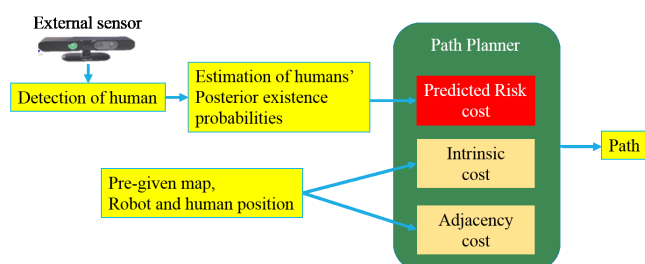 External sensor
Detection of human
Estimation of humans’
Posterior existence
probabilities
Pre-given map,
Robot and human position
Path Planner
Predicted Risk
cost
Intrinsic
cost
Adjacency
cost
Path